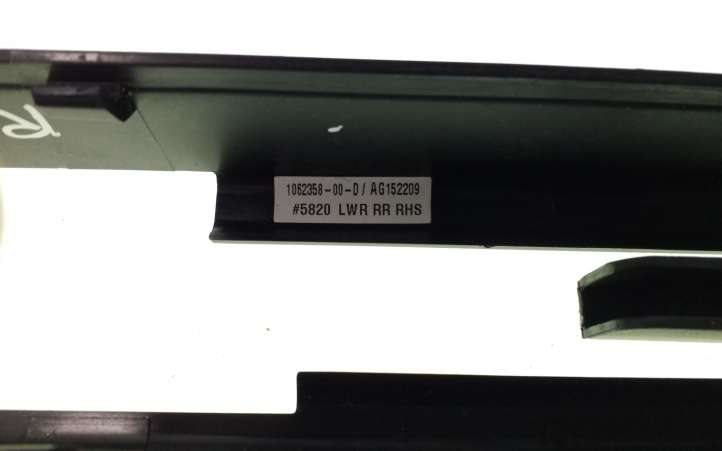 R
1062358-00-D / AG152209
#5820 LWR RR RHS